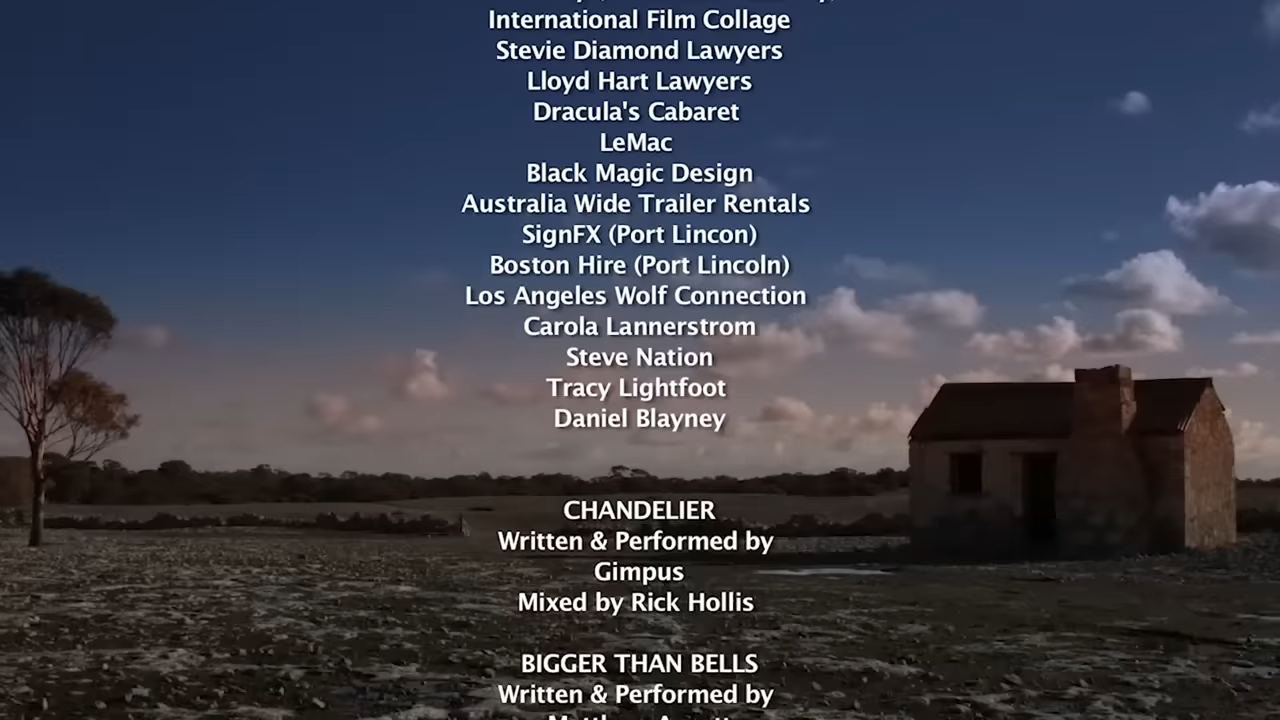 International Film Collage
Stevie Diamond Lawyers
Lloyd Hart Lawyers
Dracula's Cabaret
LeMac
Black Magic Design
Australia Wide Trailer Rentals
SignFX (Port Lincon)
Boston Hire (Port Lincoln)
Los Angeles Wolf Connection
Carola Lannerstrom
Steve Nation
Tracy Lightfoot
Daniel Blayney
CHANDELIER
Written & Performed by
Gimpus
Mixed by Rick Hollis
BIGGER THAN BELLS
Written & Performed by